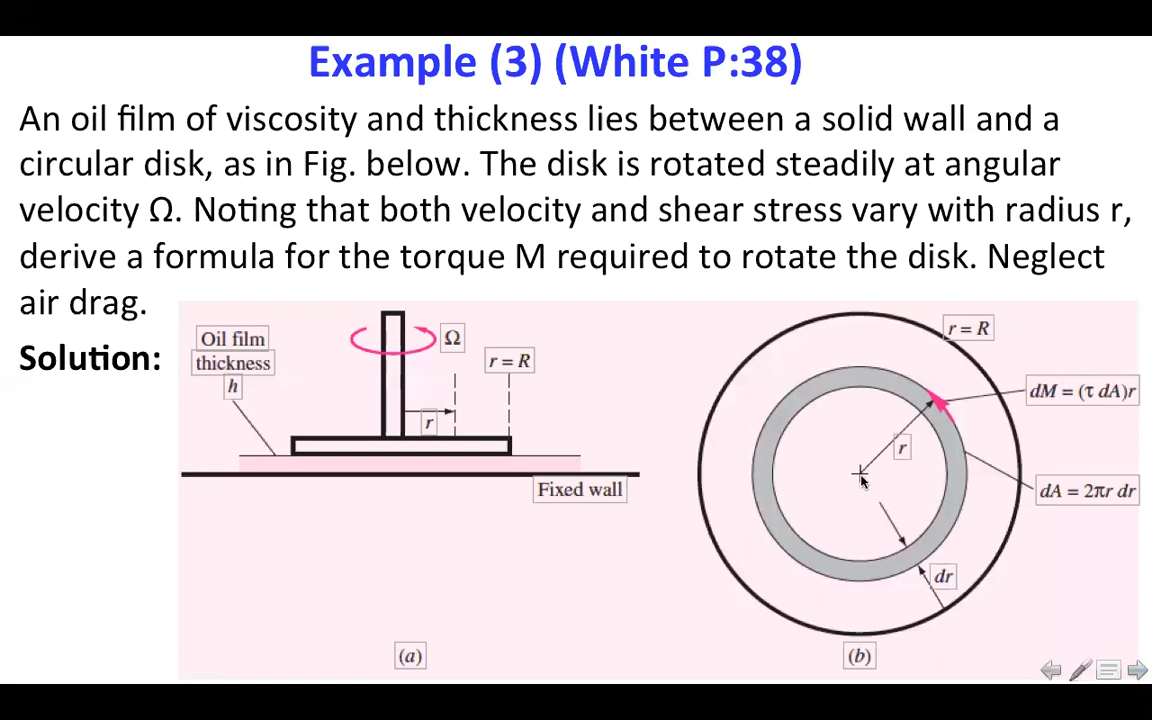 Example (3) (White P:38)
An oil film of viscosity and thickness lies between a solid wall and a
circular disk, as in Fig. below. The disk is rotated steadily at angular
velocity Ω. Noting that both velocity and shear stress vary with radius r,
derive a formula for the torque M required to rotate the disk. Neglect
air drag.
Solution:
Oil film
thickness
h
Ω
r = R
r
Fixed wall
(a)
r = R
dM = (τ dA)r
r
dA = 2πr dr
dr
(b)